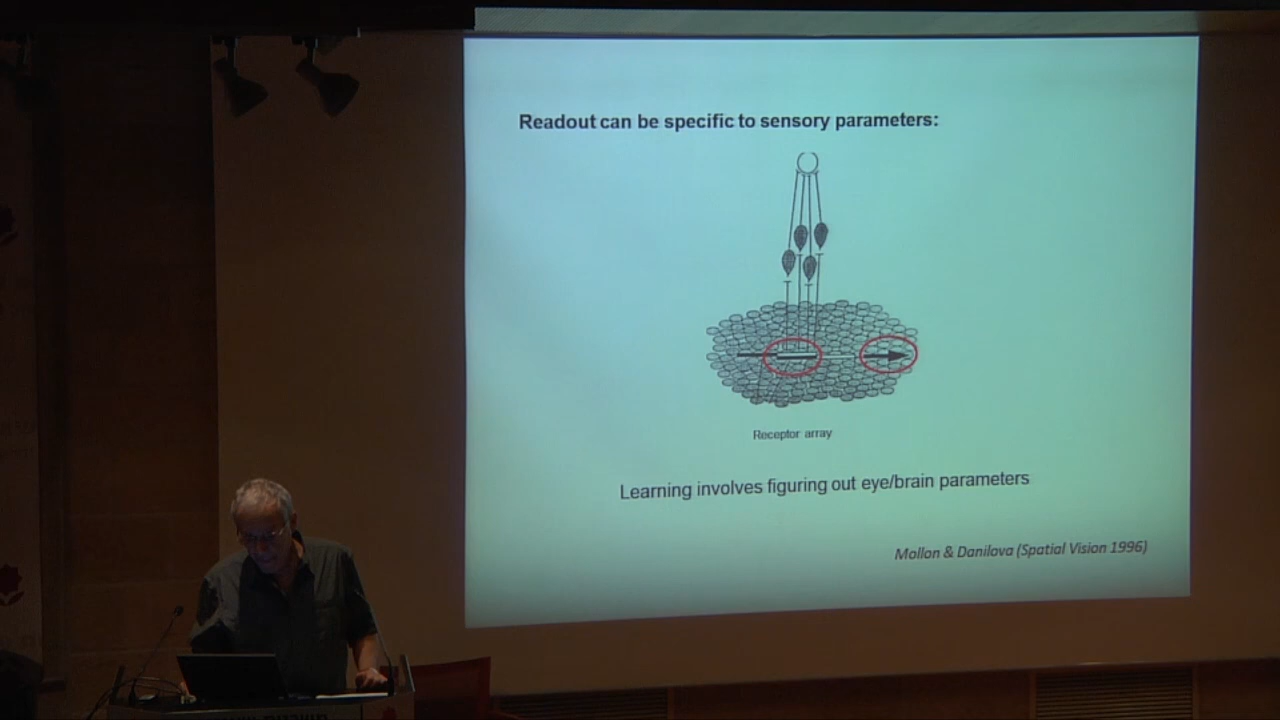 Readout can be specific to sensory parameters:
Receptor array
Learning involves figuring out eye/brain parameters
Mollon & Danilova (Spatial Vision 1996)